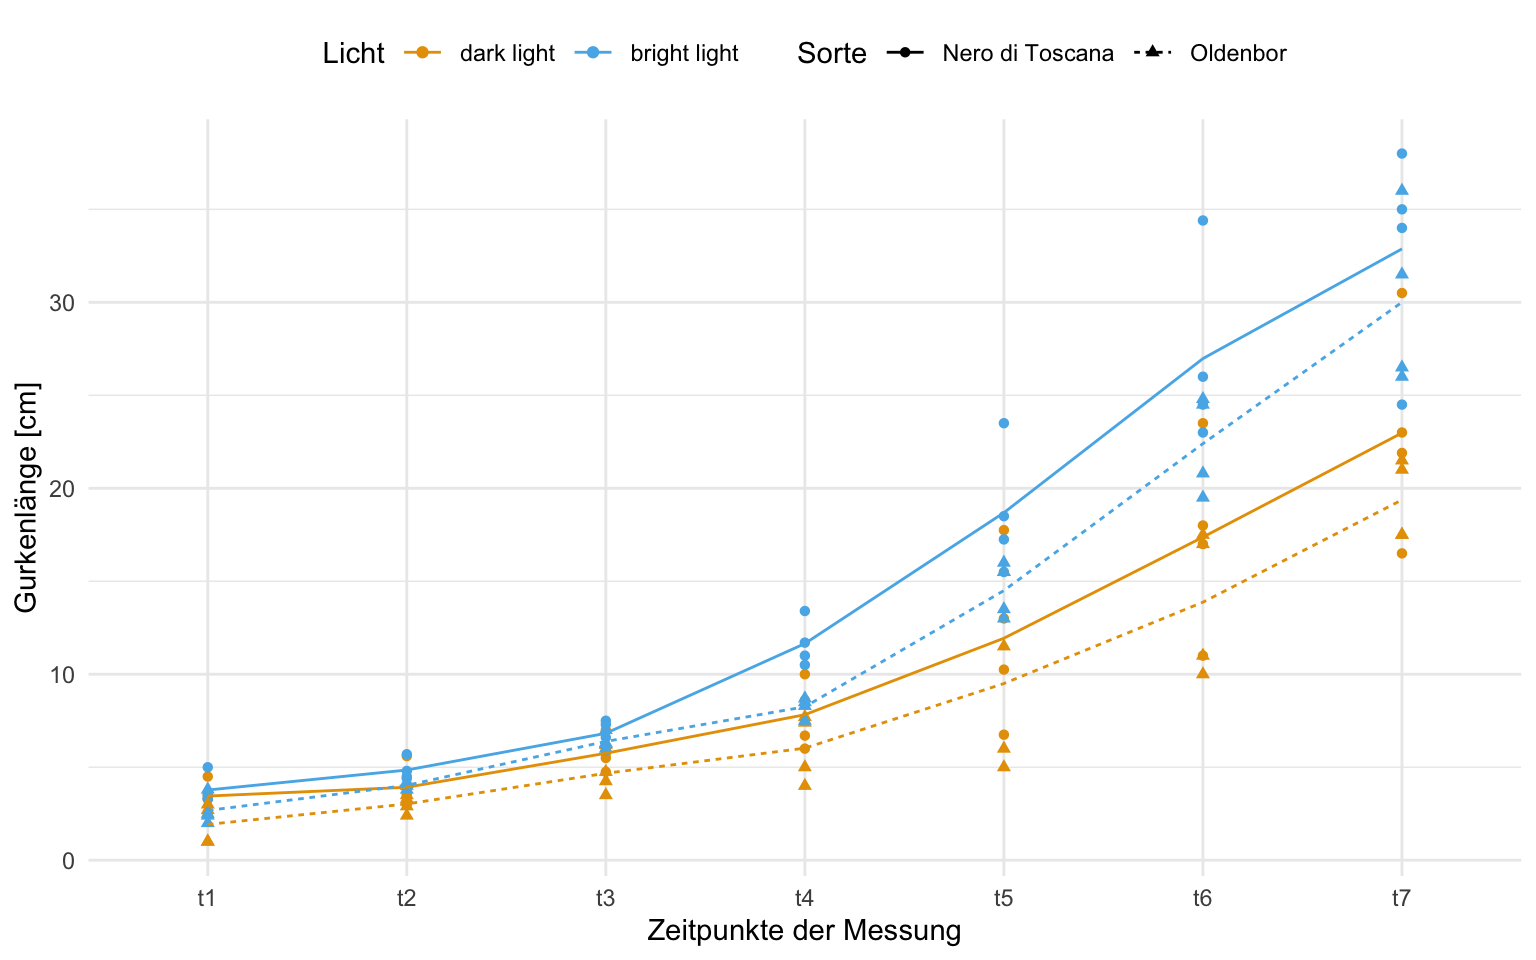 Licht dark light bright light Sorte Nero di Toscana Oldenbor
Gurkenlänge [cm]
30
20
10
0
t1 t2 t3 t4 t5 t6 t7
Zeitpunkte der Messung